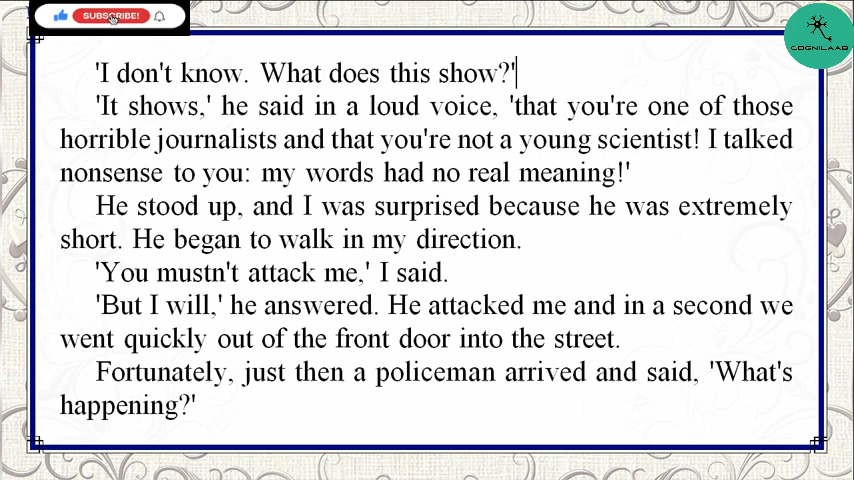 SUBSCRIBE!
COGNILAAB
'I don't know. What does this show?'
'It shows,' he said in a loud voice, 'that you're one of those
horrible journalists and that you're not a young scientist! I talked
nonsense to you: my words had no real meaning!'
He stood up, and I was surprised because he was extremely
short. He began to walk in my direction.
'You mustn't attack me,' I said.
'But I will,' he answered. He attacked me and in a second we
went quickly out of the front door into the street.
Fortunately, just then a policeman arrived and said, 'What's
happening?'